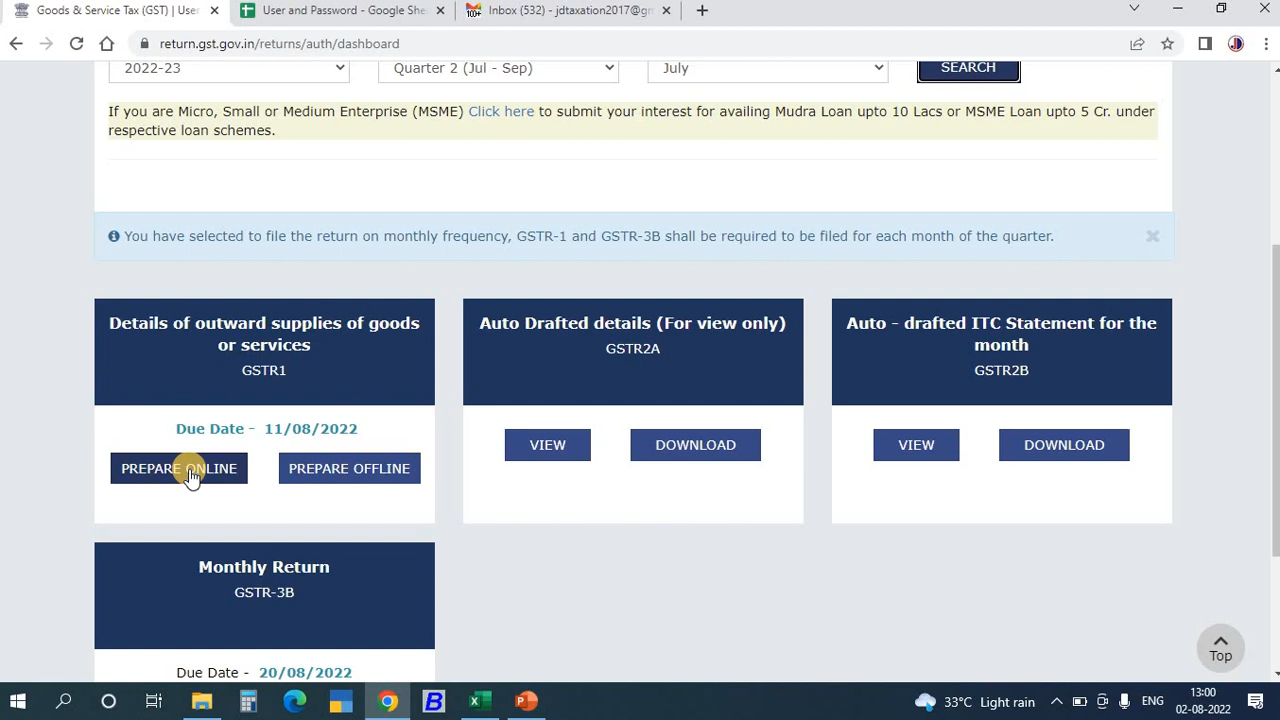 Goods & Service Tax (GST) | User
User and Password - Google She
100+ Inbox (532) - jdtaxation2017@gm
return.gst.gov.in/returns/auth/dashboard
2022-23 Quarter 2 (Jul - Sep) July SEARCH
If you are Micro, Small or Medium Enterprise (MSME) Click here to submit your interest for availing Mudra Loan upto 10 Lacs or MSME Loan upto 5 Cr. under
respective loan schemes.
You have selected to file the return on monthly frequency, GSTR-1 and GSTR-3B shall be required to be filed for each month of the quarter.
Details of outward supplies of goods
or services
GSTR1
Due Date - 11/08/2022
PREPARE ONLINE PREPARE OFFLINE
Auto Drafted details (For view only)
GSTR2A
VIEW DOWNLOAD
Auto - drafted ITC Statement for the
month
GSTR2B
VIEW DOWNLOAD
Monthly Return
GSTR-3B
Due Date - 20/08/2022
Top
B
33°C Light rain
ENG
13:00
02-08-2022